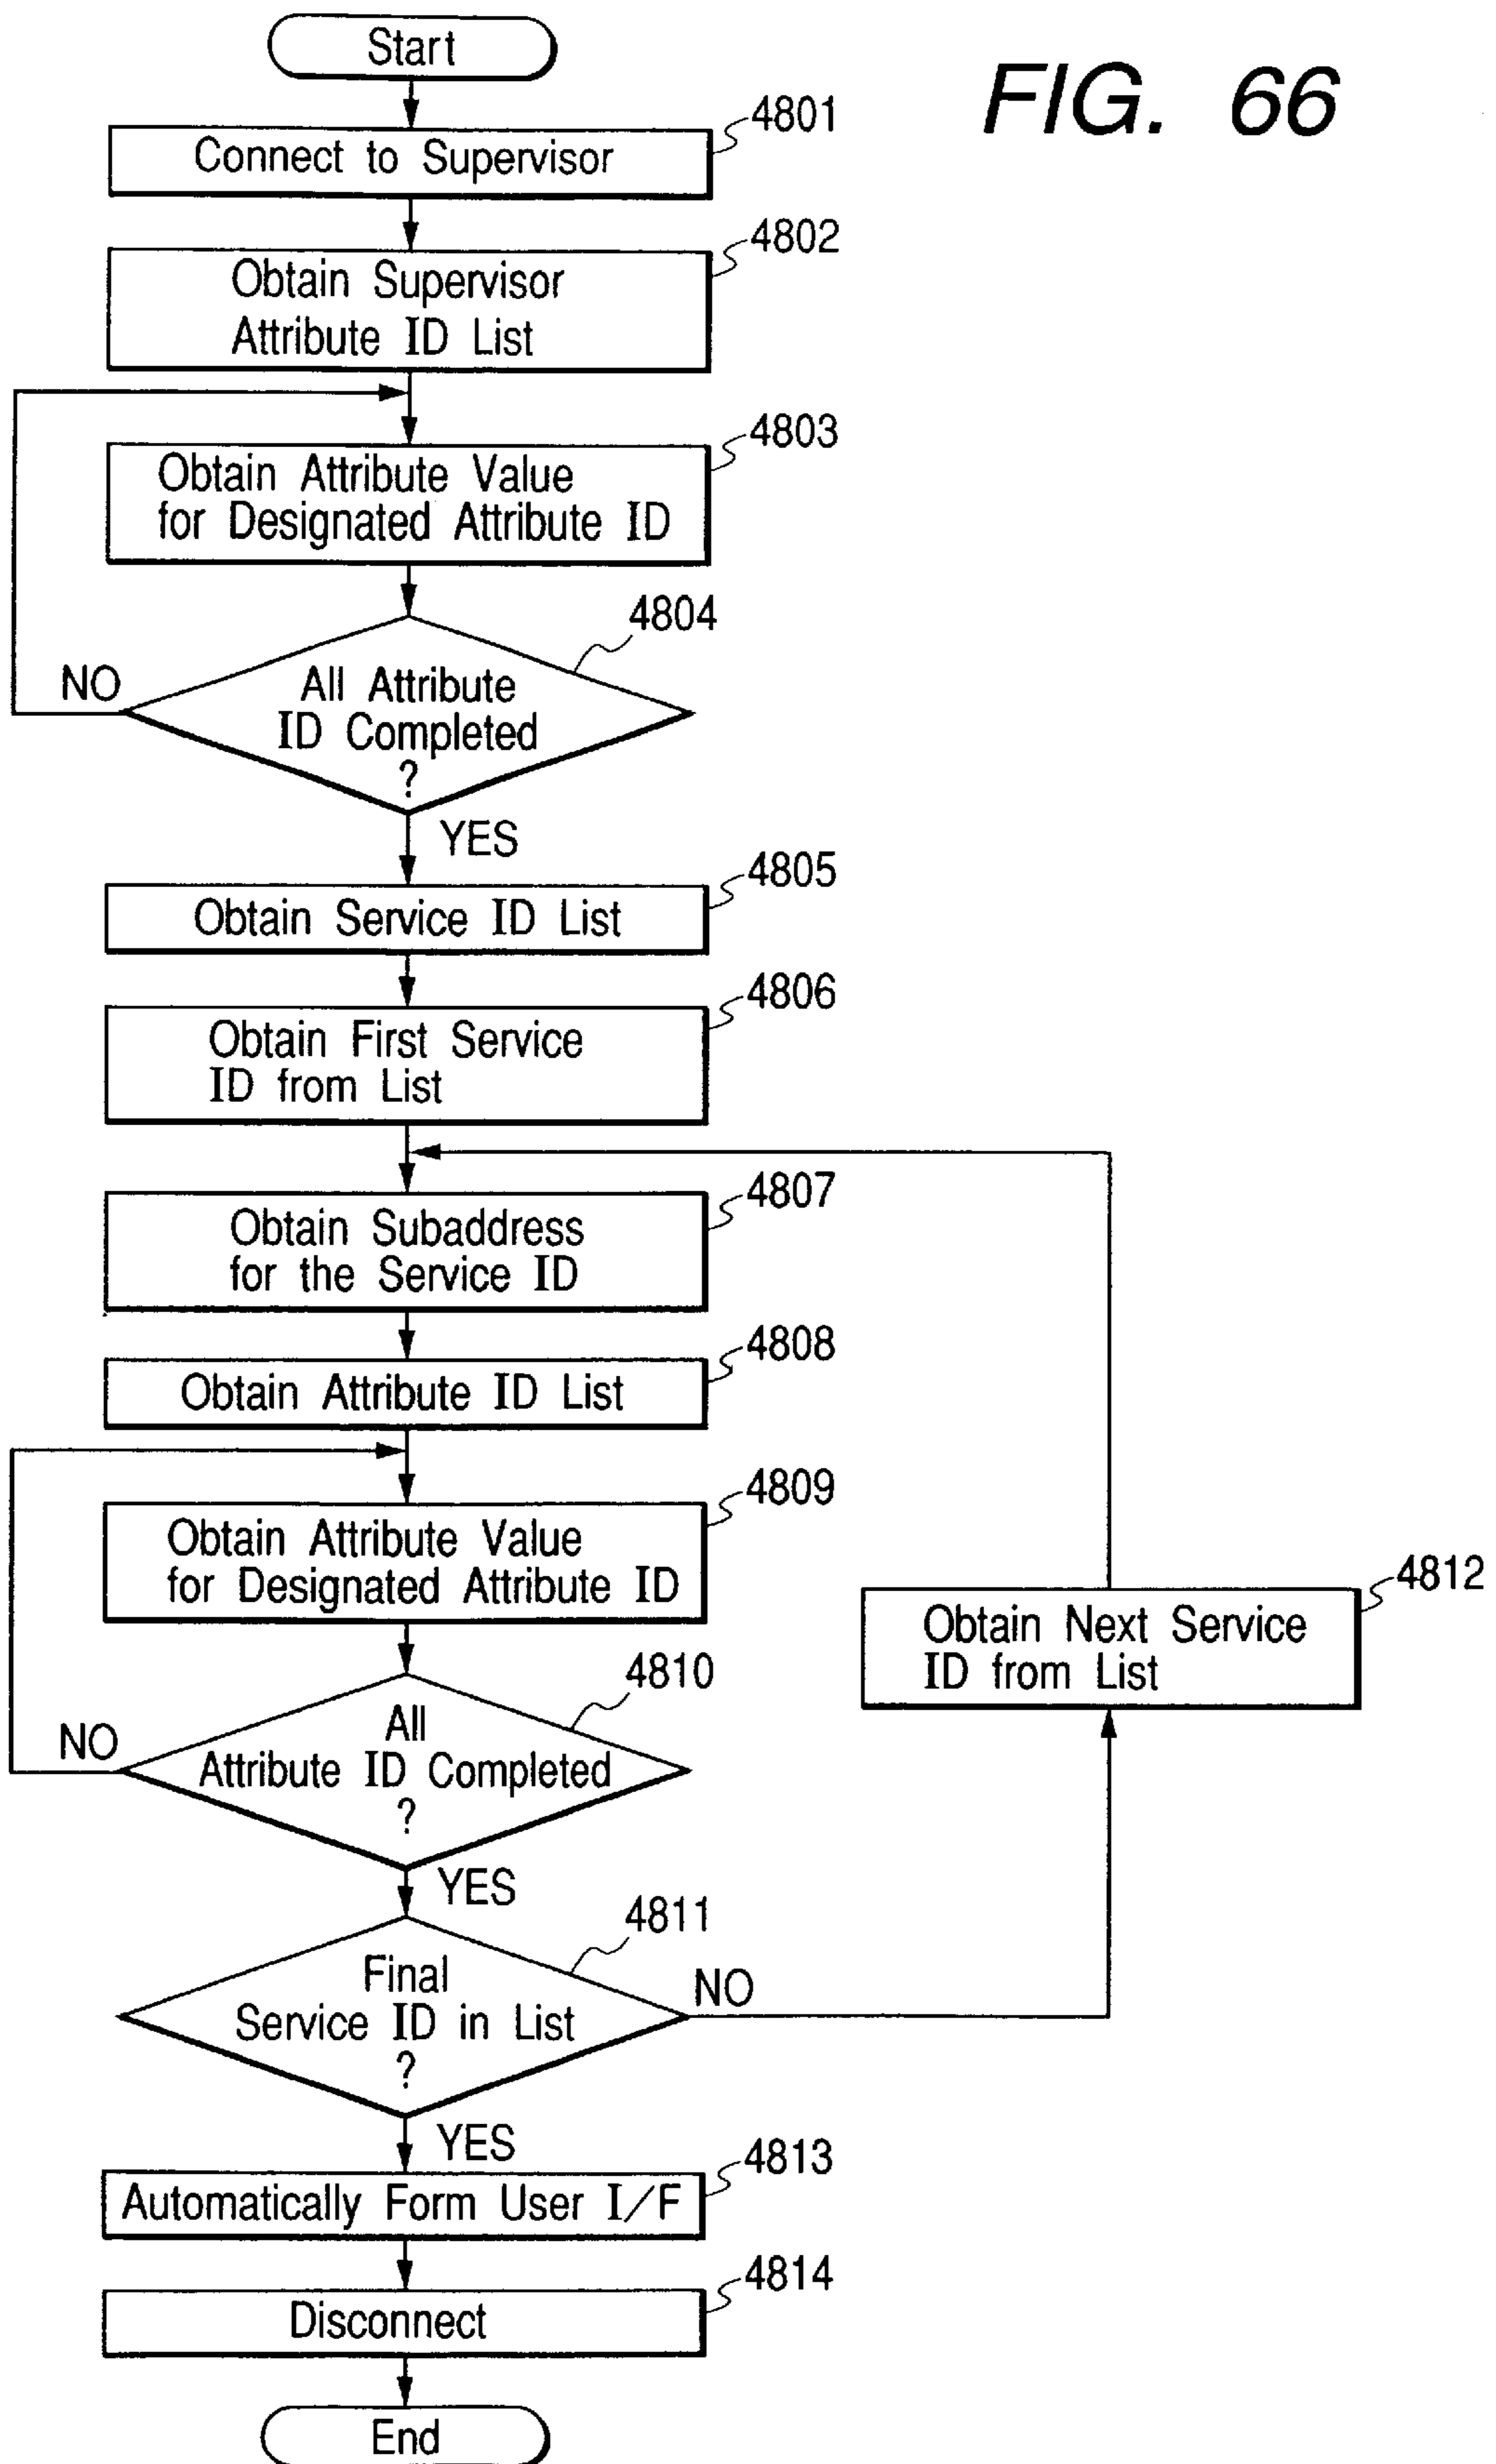 Start
FIG. 66
4801
Connect to Supervisor
4802
Obtain Supervisor
Attribute ID List
4803
Obtain Attribute Value
for Designated Attribute ID
4804
NO
All Attribute
ID Completed
?
YES
4805
Obtain Service ID List
4806
Obtain First Service
ID from List
4807
Obtain Subaddress
for the Service ID
4808
Obtain Attribute ID List
4809
Obtain Attribute Value
for Designated Attribute ID
4812
Obtain Next Service
ID from List
4810
NO
All
Attribute ID Completed
?
YES
4811
Final
Service ID in List
?
NO
YES
4813
Automatically Form User I/F
4814
Disconnect
End